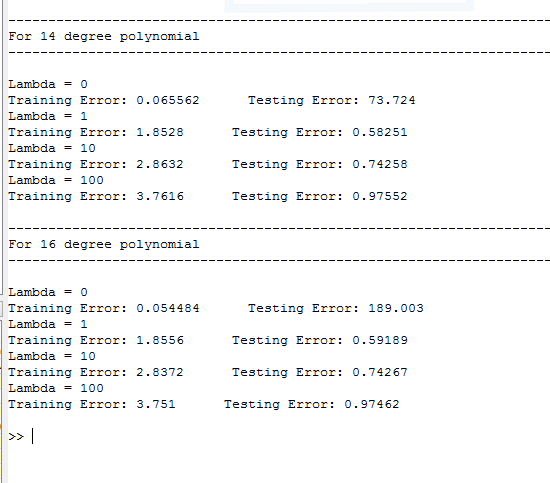 --------------------------------------------------------------------
For 14 degree polynomial
--------------------------------------------------------------------
Lambda = 0
Training Error: 0.065562      Testing Error: 73.724
Lambda = 1
Training Error: 1.8528      Testing Error: 0.58251
Lambda = 10
Training Error: 2.8632      Testing Error: 0.74258
Lambda = 100
Training Error: 3.7616      Testing Error: 0.97552
--------------------------------------------------------------------
For 16 degree polynomial
--------------------------------------------------------------------
Lambda = 0
Training Error: 0.054484      Testing Error: 189.003
Lambda = 1
Training Error: 1.8556      Testing Error: 0.59189
Lambda = 10
Training Error: 2.8372      Testing Error: 0.74267
Lambda = 100
Training Error: 3.751      Testing Error: 0.97462
>>